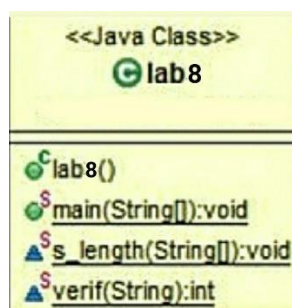 <<Java Class>>
C lab8
C lab8()
S main(String[]):void
S s_length(String[]):void
S verif(String):int